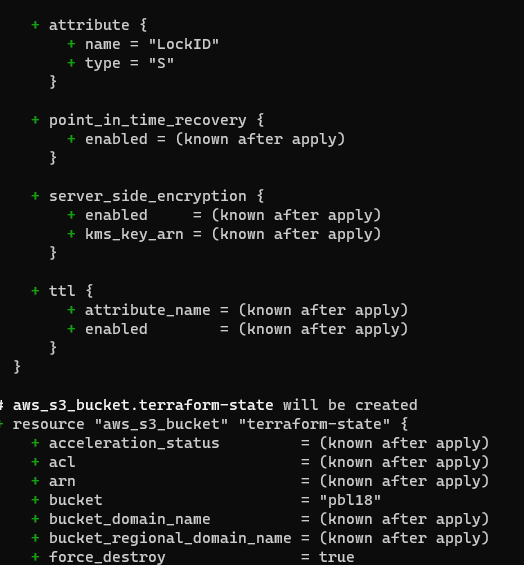 + attribute {
+ name = "LockID"
+ type = "S"
}
+ point_in_time_recovery {
+ enabled = (known after apply)
}
+ server_side_encryption {
+ enabled     = (known after apply)
+ kms_key_arn = (known after apply)
}
+ ttl {
+ attribute_name = (known after apply)
+ enabled        = (known after apply)
}
}
# aws_s3_bucket.terraform-state will be created
+ resource "aws_s3_bucket" "terraform-state" {
+ acceleration_status         = (known after apply)
+ acl                         = (known after apply)
+ arn                         = (known after apply)
+ bucket                      = "pbl18"
+ bucket_domain_name          = (known after apply)
+ bucket_regional_domain_name = (known after apply)
+ force_destroy               = true